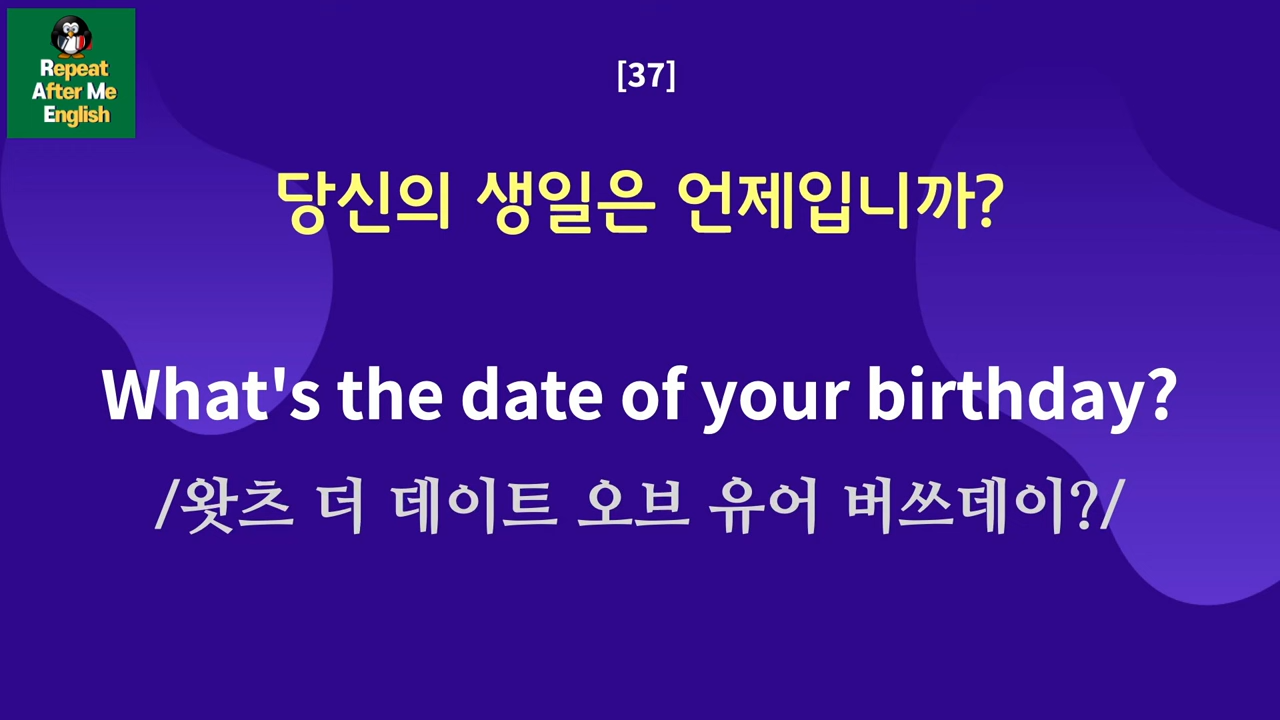 Repeat
After Me
English
[37]
당신의 생일은 언제입니까?
What's the date of your birthday?
/왓츠 더 데이트 오브 유어 버쓰데이?/